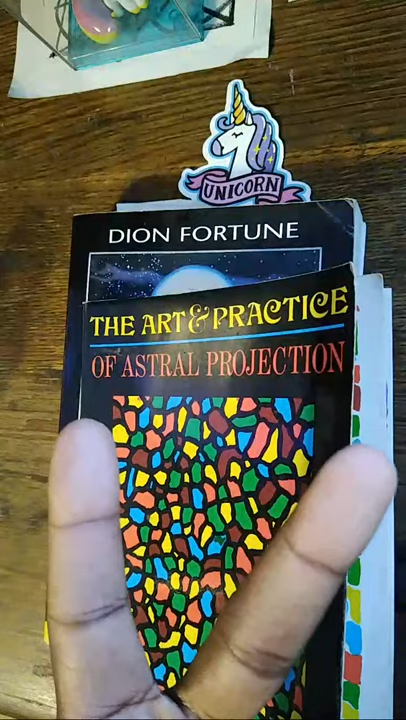 UNICORN
DION FORTUNE
THE ART & PRACTICE
OF ASTRAL PROJECTION